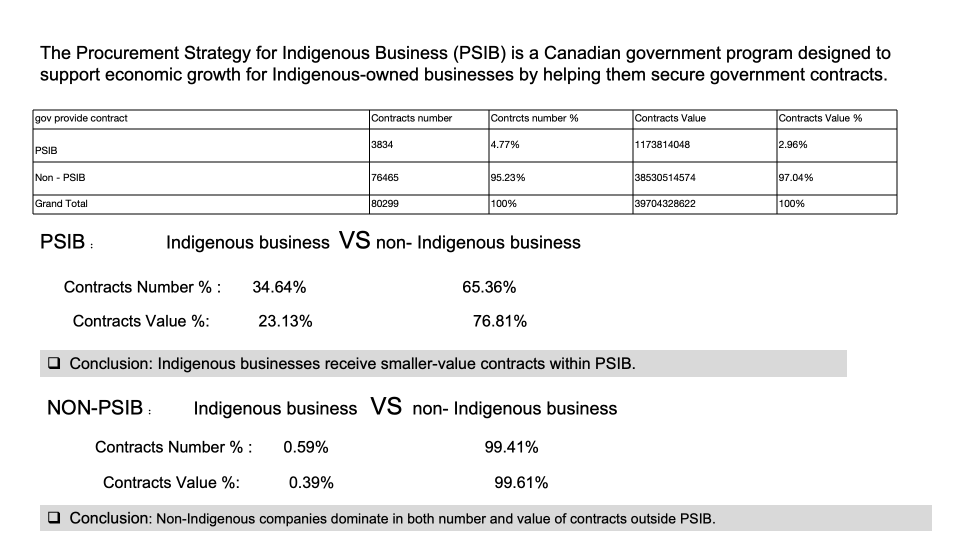 The Procurement Strategy for Indigenous Business (PSIB) is a Canadian government program designed to
support economic growth for Indigenous-owned businesses by helping them secure government contracts.
gov provide contract Contracts number Contrcts number % Contracts Value Contracts Value %
PSIB 3834 4.77% 1173814048 2.96%
Non - PSIB 76465 95.23% 38530514574 97.04%
Grand Total 80299 100% 39704328622 100%
PSIB : Indigenous business VS non- Indigenous business
Contracts Number % : 34.64% 65.36%
Contracts Value %: 23.13% 76.81%
❑ Conclusion: Indigenous businesses receive smaller-value contracts within PSIB.
NON-PSIB : Indigenous business VS non- Indigenous business
Contracts Number % : 0.59% 99.41%
Contracts Value %: 0.39% 99.61%
❑ Conclusion: Non-Indigenous companies dominate in both number and value of contracts outside PSIB.